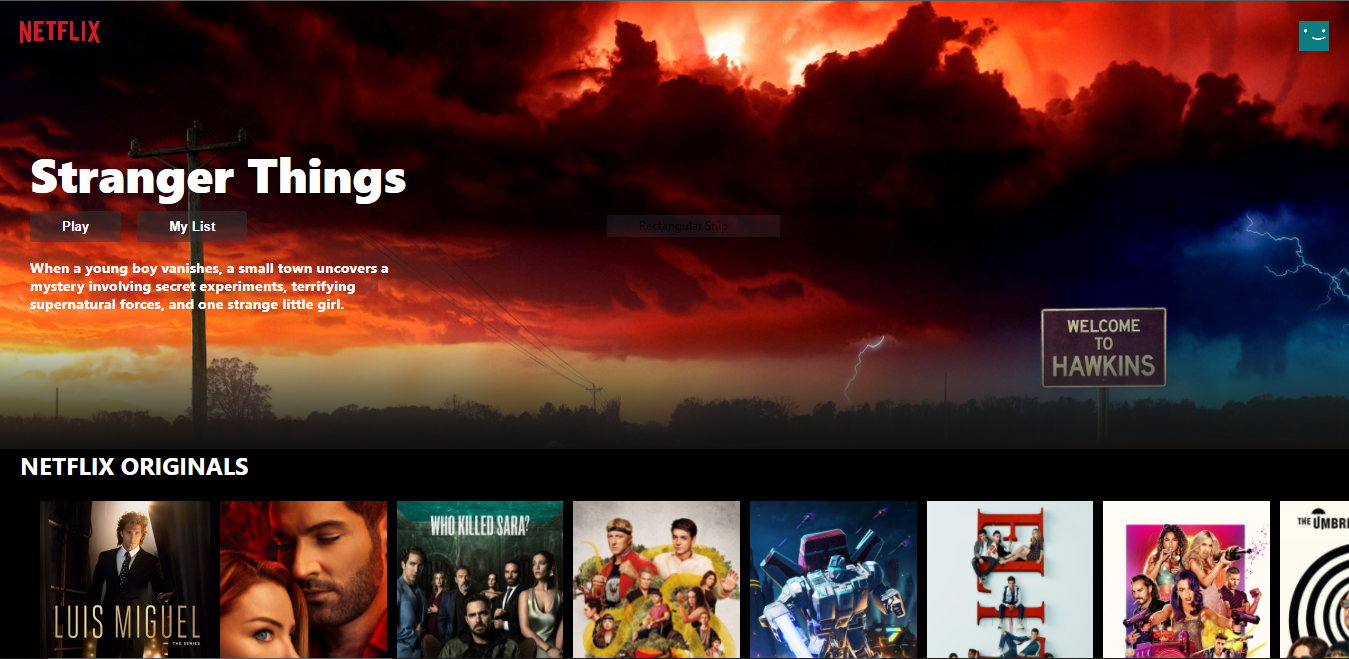 NETFLIX
Stranger Things
Play
My List
Rectangular Snip
When a young boy vanishes, a small town uncovers a
mystery involving secret experiments, terrifying
supernatural forces, and one strange little girl.
WELCOME
TO
HAWKINS
NETFLIX ORIGINALS
LUIS MIGUEL
THE SERIES
WHO KILLED SARA?
THE